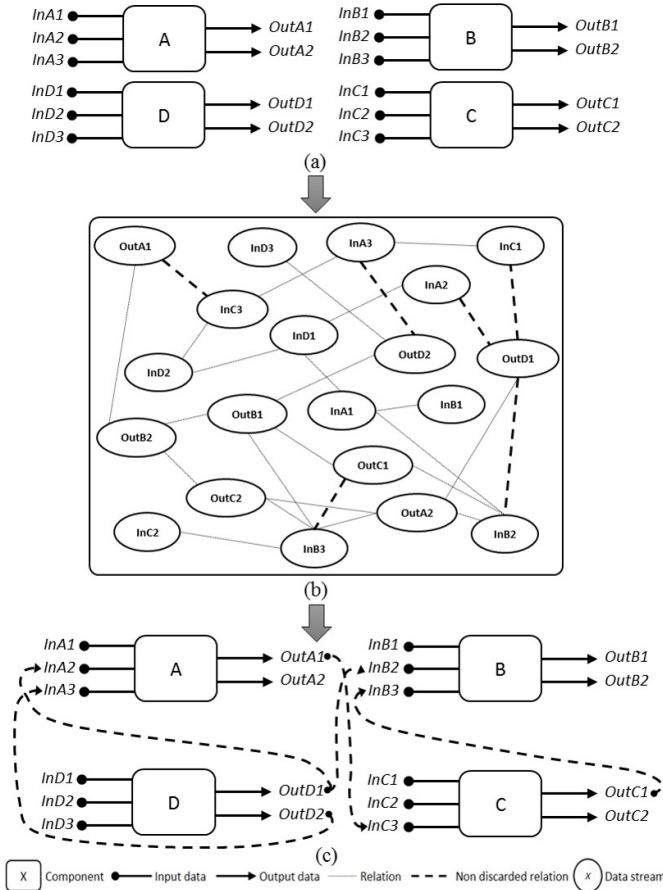 InA1
InA2
InA3
A
OutA1
OutA2
InB1
InB2
InB3
B
OutB1
OutB2
InD1
InD2
InD3
D
OutD1
OutD2
InC1
InC2
InC3
C
OutC1
OutC2
(a)
OutA1
InD3
InA3
InC1
InA2
InC3
InD1
OutD2
OutD1
InD2
OutB1
InA1
InB1
OutB2
OutC1
OutC2
OutA2
InC2
InB3
InB2
(b)
InA1
InA2
InA3
A
OutA1
OutA2
InB1
InB2
InB3
B
OutB1
OutB2
InD1
InD2
InD3
D
OutD1
OutD2
InC1
InC2
InC3
C
OutC1
OutC2
(c)
X Component Input data Output data Relation Non discarded relation x Data stream